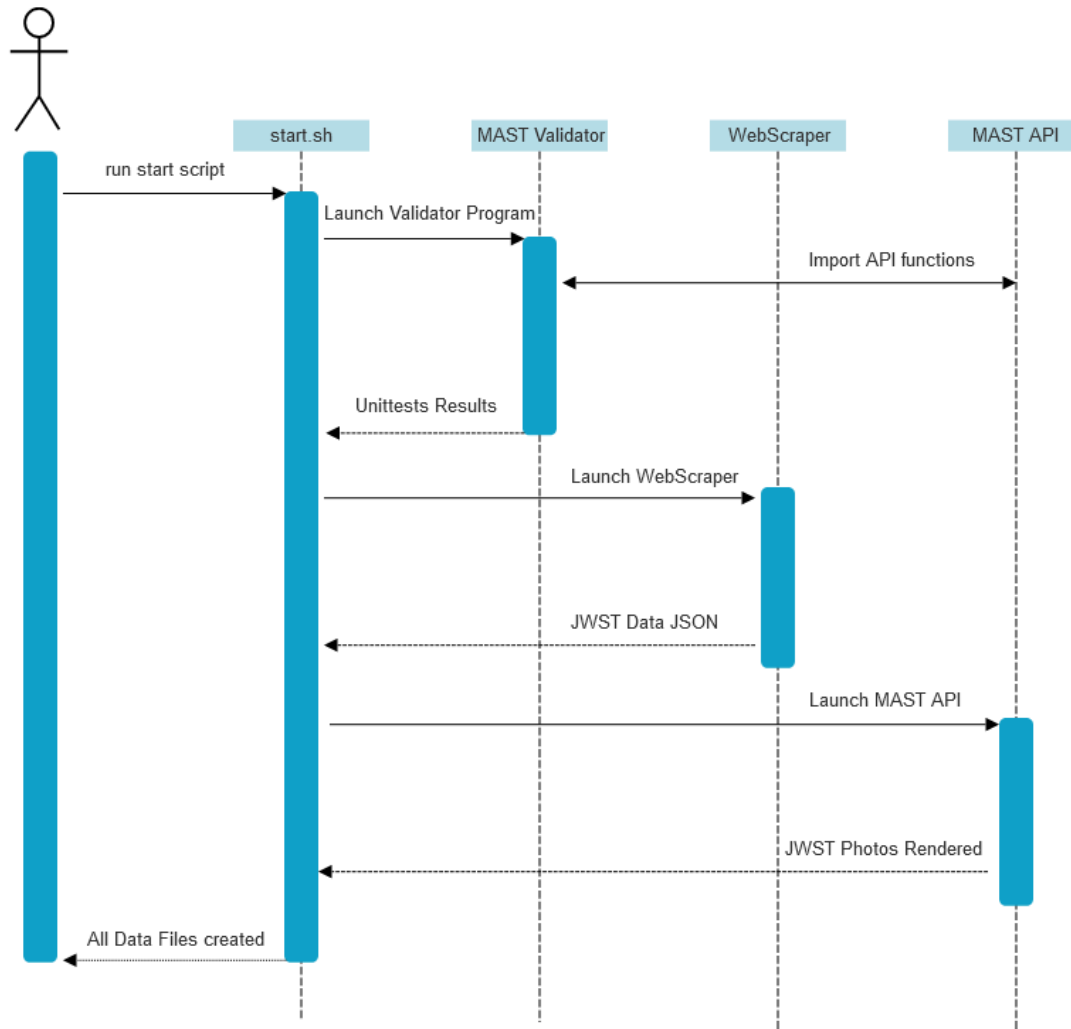 start.sh
MAST Validator
WebScraper
MAST API
run start script
Launch Validator Program
Import API functions
Unittests Results
Launch WebScraper
JWST Data JSON
Launch MAST API
JWST Photos Rendered
All Data Files created